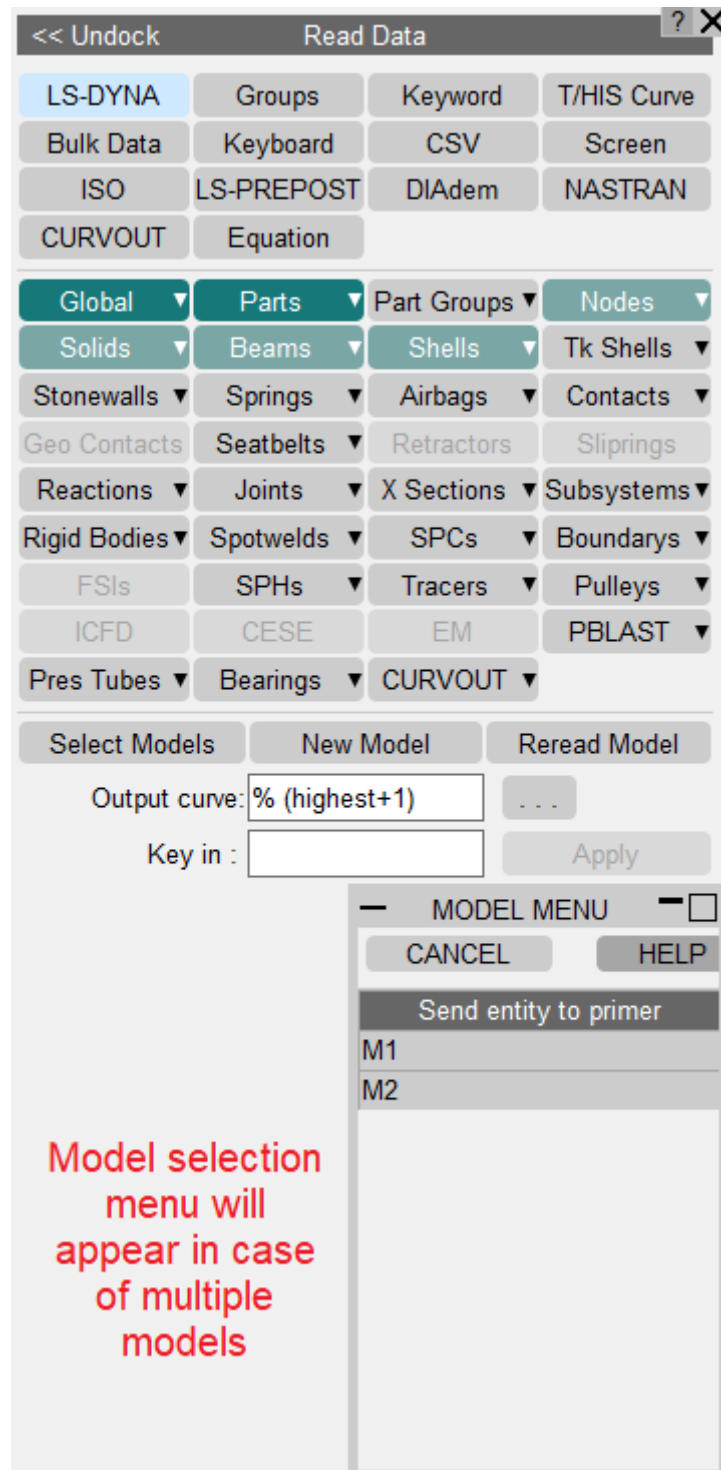 << Undock Read Data ? X
LS-DYNA Groups Keyword T/HIS Curve
Bulk Data Keyboard CSV Screen
ISO LS-PREPOST DIAdem NASTRAN
CURVOUT Equation
Global Parts Part Groups Nodes
Solids Beams Shells Tk Shells
Stonewalls Springs Airbags Contacts
Geo Contacts Seatbelts Retractors Sliprings
Reactions Joints X Sections Subsystems
Rigid Bodies Spotwelds SPCs Boundarys
FSIs SPHs Tracers Pulleys
ICFD CESE EM PBLAST
Pres Tubes Bearings CURVOUT
Select Models New Model Reread Model
Output curve: % (highest+1) ...
Key in : Apply
MODEL MENU
CANCEL HELP
Send entity to primer
M1
M2
Model selection
menu will
appear in case
of multiple
models